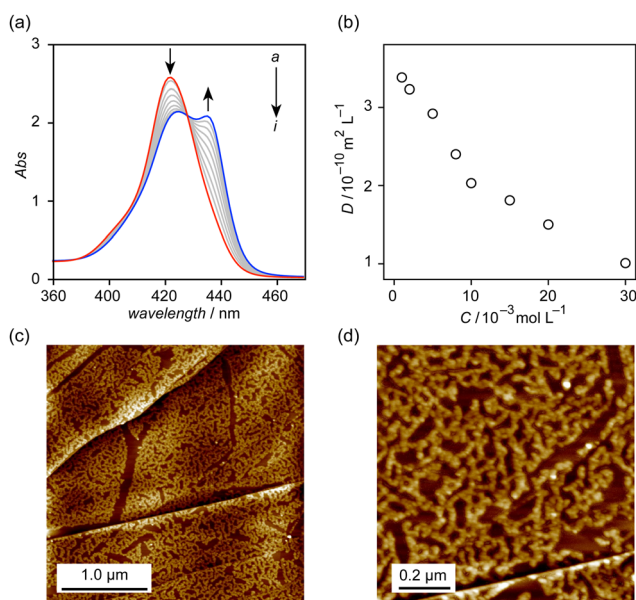 (a)
3
2
1
0
Abs
a
i
360
400
420
440
460
wavelength / nm
(b)
3
2
1
D / 10⁻¹⁰ m² L⁻¹
0
10
20
30
C / 10⁻³ mol L⁻¹
(c)
1.0 μm
(d)
0.2 μm